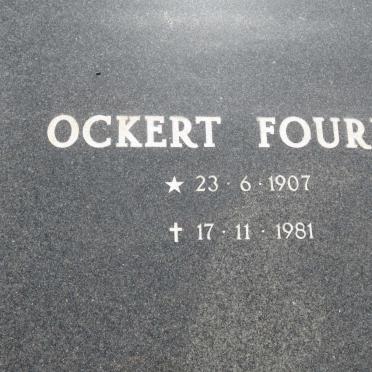 OCKERT FOUR
★ 23 · 6 · 1907
✝ 17 · 11 · 1981